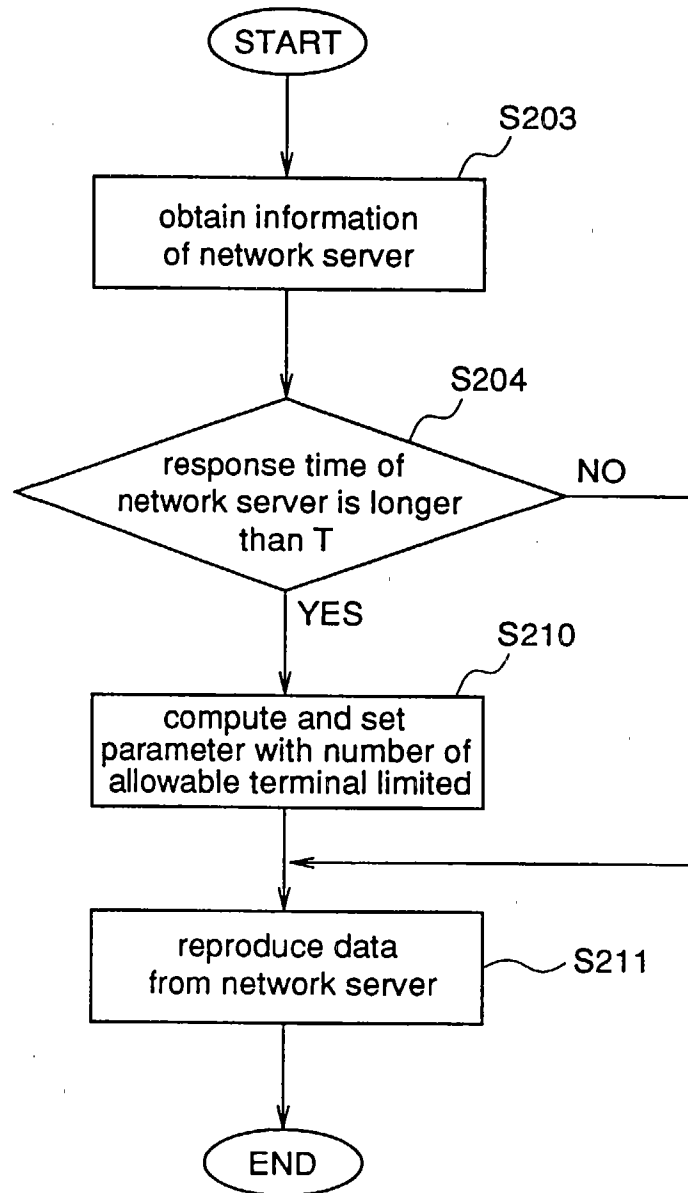 START
S203
obtain information
of network server
S204
response time of
network server is longer
than T
NO
YES
S210
compute and set
parameter with number of
allowable terminal limited
reproduce data
from network server
S211
END